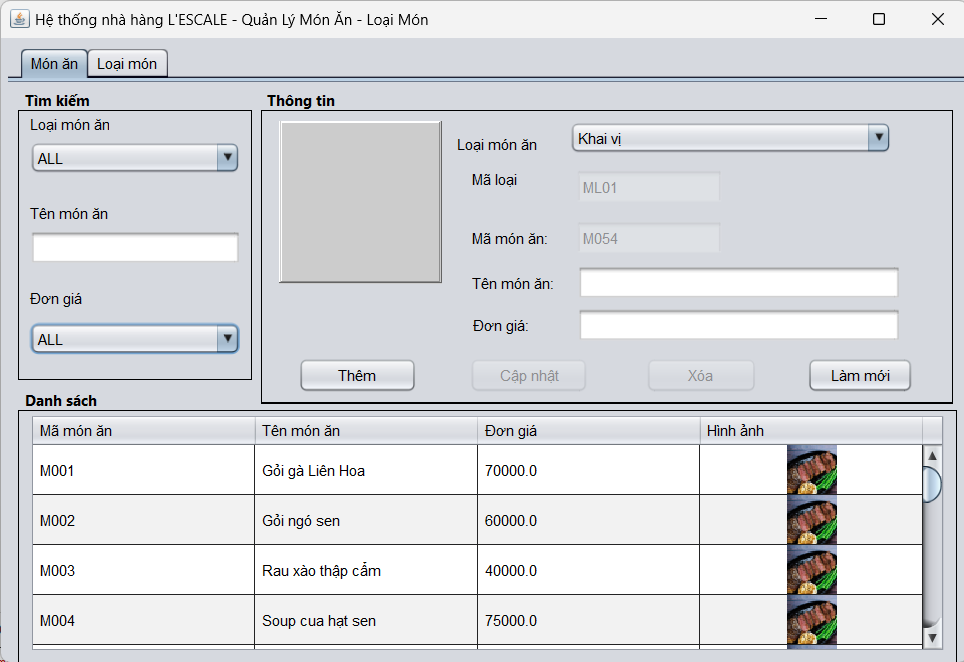 Hệ thống nhà hàng L'ESCALE - Quản Lý Món Ăn - Loại Món
Món ăn Loại món
Tìm kiếm
Loại món ăn
ALL
Tên món ăn
Đơn giá
ALL
Thông tin
Loại món ăn Khai vị
Mã loại ML01
Mã món ăn: M054
Tên món ăn:
Đơn giá:
Thêm Cập nhật Xóa Làm mới
Danh sách
Mã món ăn Tên món ăn Đơn giá Hình ảnh
M001 Gỏi gà Liên Hoa 70000.0
M002 Gỏi ngó sen 60000.0
M003 Rau xào thập cẩm 40000.0
M004 Soup cua hạt sen 75000.0